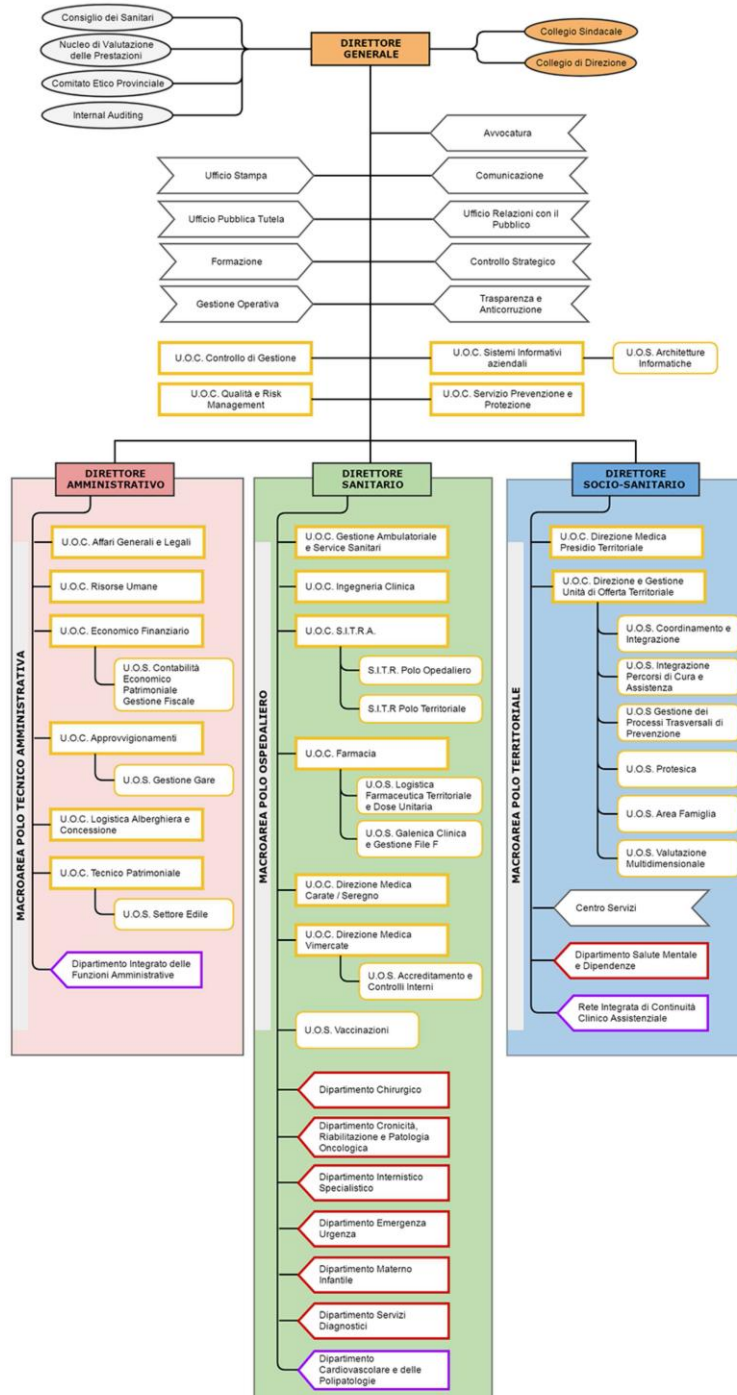 Consiglio dei Sanitari
Nucleo di Valutazione
delle Prestazioni
Comitato Etico Provinciale
Internal Auditing
DIRETTORE
GENERALE
Collegio Sindacale
Collegio di Direzione
Avvocatura
Ufficio Stampa
Comunicazione
Ufficio Pubblica Tutela
Ufficio Relazioni con il
Pubblico
Formazione
Controllo Strategico
Gestione Operativa
Trasparenza e
Anticorruzione
U.O.C. Controllo di Gestione
U.O.C. Sistemi Informativi
aziendali
U.O.S. Architetture
Informatiche
U.O.C. Qualità e Risk
Management
U.O.C. Servizio Prevenzione e
Protezione
DIRETTORE
AMMINISTRATIVO
MACROAREA POLO TECNICO AMMINISTRATIVA
U.O.C. Affari Generali e Legali
U.O.C. Risorse Umane
U.O.C. Economico Finanziario
U.O.S. Contabilità
Economico
Patrimoniale
Gestione Fiscale
U.O.C. Approvvigionamenti
U.O.S. Gestione Gare
U.O.C. Logistica Alberghiera e
Concessione
U.O.C. Tecnico Patrimoniale
U.O.S. Settore Edile
Dipartimento Integrato delle
Funzioni Amministrative
DIRETTORE
SANITARIO
MACROAREA POLO OSPEDALIERO
U.O.C. Gestione Ambulatoriale
e Service Sanitari
U.O.C. Ingegneria Clinica
U.O.C. S.I.T.R.A.
S.I.T.R. Polo Opedaliero
S.I.T.R Polo Territoriale
U.O.C. Farmacia
U.O.S. Logistica
Farmaceutica Territoriale
e Dose Unitaria
U.O.S. Galenica Clinica
e Gestione File F
U.O.C. Direzione Medica
Carate / Seregno
U.O.C. Direzione Medica
Vimercate
U.O.S. Accreditamento e
Controlli Interni
U.O.S. Vaccinazioni
Dipartimento Chirurgico
Dipartimento Cronicità,
Riabilitazione e Patologia
Oncologica
Dipartimento Internistico
Specialistico
Dipartimento Emergenza
Urgenza
Dipartimento Materno
Infantile
Dipartimento Servizi
Diagnostici
Dipartimento
Cardiovascolare e delle
Polipatologie
DIRETTORE
SOCIO-SANITARIO
MACROAREA POLO TERRITORIALE
U.O.C. Direzione Medica
Presidio Territoriale
U.O.C. Direzione e Gestione
Unità di Offerta Territoriale
U.O.S. Coordinamento e
Integrazione
U.O.S. Integrazione
Percorsi di Cura e
Assistenza
U.O.S Gestione dei
Processi Trasversali di
Prevenzione
U.O.S. Protesica
U.O.S. Area Famiglia
U.O.S. Valutazione
Multidimensionale
Centro Servizi
Dipartimento Salute Mentale
e Dipendenze
Rete Integrata di Continuità
Clinico Assistenziale